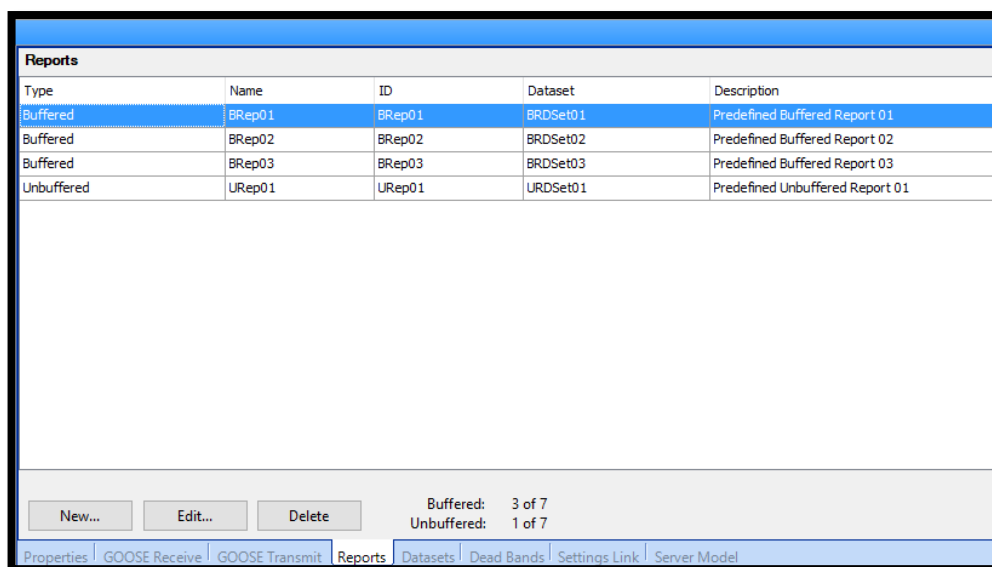 Reports
Type Name ID Dataset Description
Buffered BRep01 BRep01 BRDSet01 Predefined Buffered Report 01
Buffered BRep02 BRep02 BRDSet02 Predefined Buffered Report 02
Buffered BRep03 BRep03 BRDSet03 Predefined Buffered Report 03
Unbuffered URep01 URep01 URDSet01 Predefined Unbuffered Report 01
New... Edit... Delete Buffered: 3 of 7
Unbuffered: 1 of 7
Properties GOOSE Receive GOOSE Transmit Reports Datasets Dead Bands Settings Link Server Model